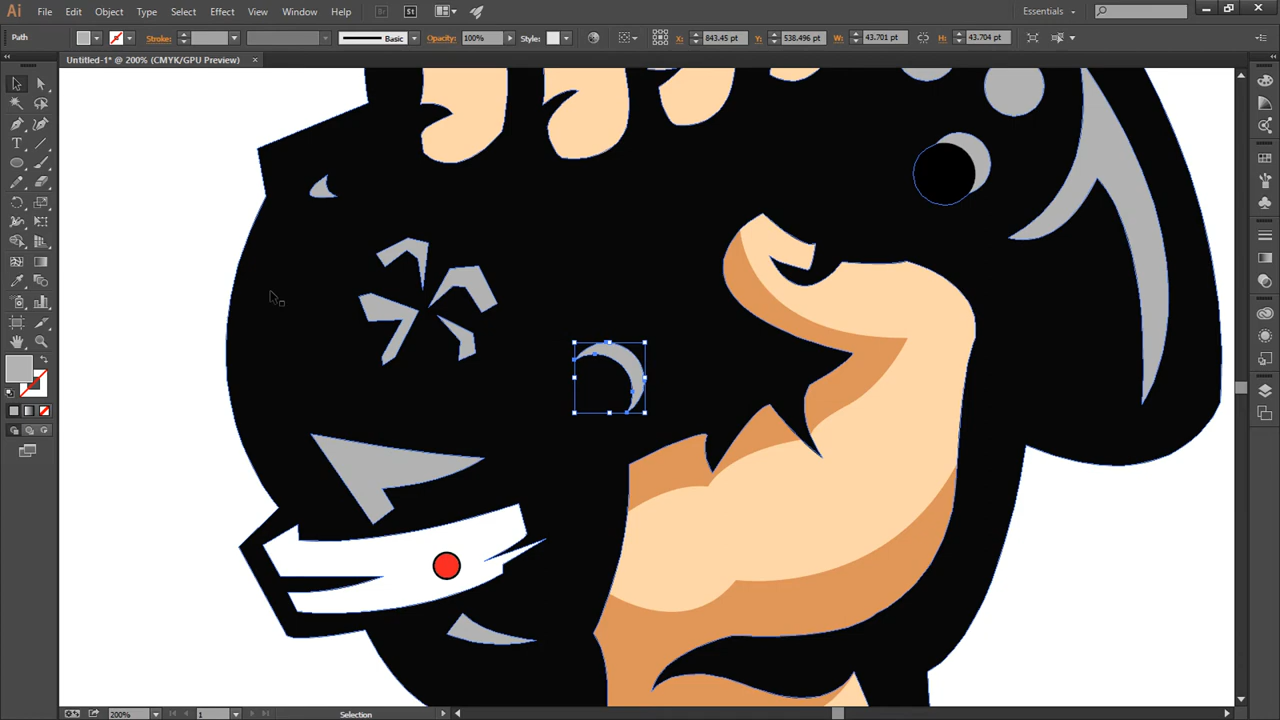 Ai File Edit Object Type Select Effect View Window Help Br St Essentials
Path Stroke: Basic Opacity: 100% Style: X: 843.45 pt Y: 538.496 pt W: 43.701 pt H: 43.704 pt
Untitled-1* @ 200% (CMYK/GPU Preview) ×
T
200% 1 Selection